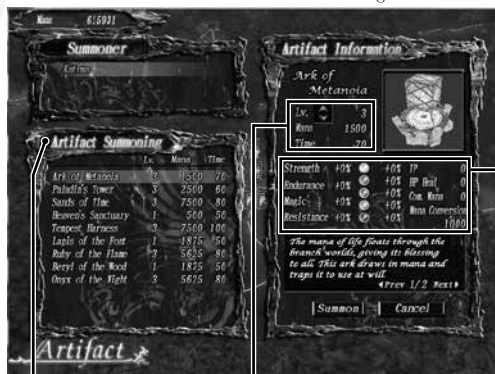 Mana 615931
Summoner
Artifact Summoning
Lv. Mana Time
Ark of Metanoia 3 1500 70
Paladin's Tower 3 2500 60
Sands of Time 3 7500 80
Heaven's Sanctuary 1 500 50
Tempest Harness 3 7500 100
Lapis of the Font 1 1875 50
Ruby of the Flame 3 5625 80
Beryl of the Wood 1 1875 50
Onyx of the Night 3 5625 80
Artifact
Artifact Information
Ark of
Metanoia
Lv. 3
Mana 1500
Time 70
Strength +0% +0% IP 0
Endurance +0% +0% HP Heal 0
Magic +0% +0% Com. Mana 0
Resistance +0% +0% Mana Conversion
1000
The mana of life floats through the
branch worlds, giving its blessing
to all. This ark draws in mana and
traps it to use at will.
Prev 1/2 Next
Summon Cancel